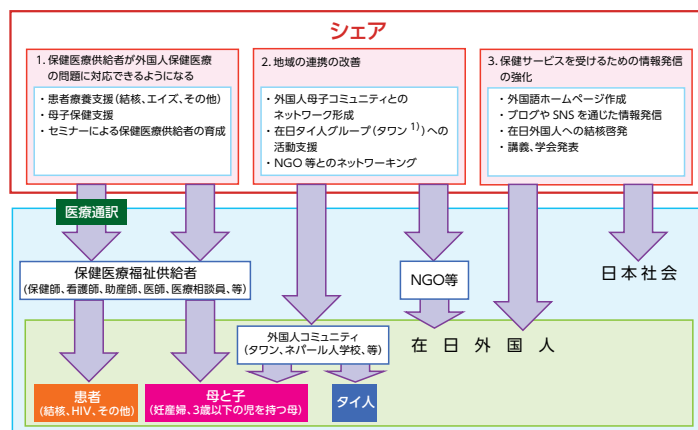 シェア
1. 保健医療供給者が外国人保健医療
の問題に対応できるようになる
・患者療養支援（結核、エイズ、その他）
・母子保健支援
・セミナーによる保健医療供給者の育成
2. 地域の連携の改善
・外国人母子コミュニティとの
ネットワーク形成
・在日タイ人グループ（タワン 1)）への
活動支援
・NGO 等とのネットワーキング
3. 保健サービスを受けるための情報発信
の強化
・外国語ホームページ作成
・ブログや SNS を通じた情報発信
・在日外国人への結核啓発
・講義、学会発表
医療通訳
保健医療福祉供給者
(保健師、看護師、助産師、医師、医療相談員、等)
NGO等
日本社会
外国人コミュニティ
(タワン、ネパール人学校、等)
在日外国人
患者
(結核、HIV、その他)
母と子
(妊産婦、3歳以下の児を持つ母)
タイ人